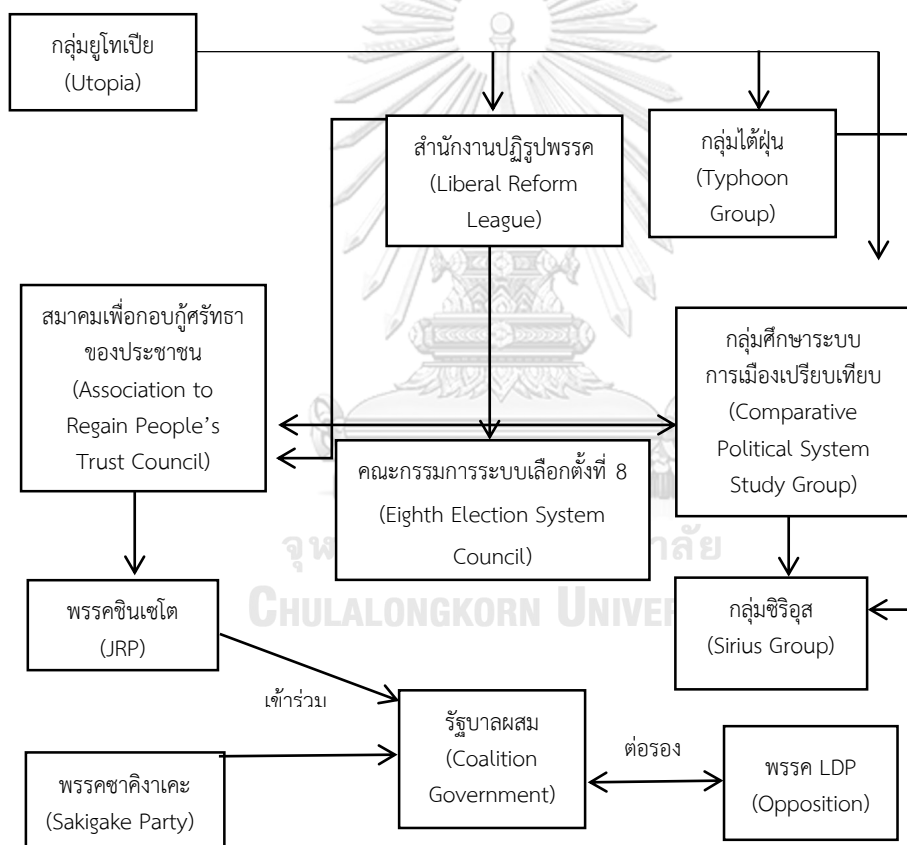 กลุ่มยูโทเปีย
(Utopia)
สำนักงานปฏิรูปพรรค
(Liberal Reform
League)
กลุ่มไต้ฝุ่น
(Typhoon
Group)
สมาคมเพื่อกอบกู้ศรัทธา
ของประชาชน
(Association to
Regain People’s
Trust Council)
กลุ่มศึกษาระบบ
การเมืองเปรียบเทียบ
(Comparative
Political System
Study Group)
คณะกรรมการระบบเลือกตั้งที่ 8
(Eighth Election System
Council)
CHULALONGKORN
พรรคชินเซโต
(JRP)
กลุ่มซิริอุส
(Sirius Group)
เข้าร่วม
รัฐบาลผสม
(Coalition
Government)
ต่อรอง
พรรคซาคิงาเคะ
(Sakigake Party)
พรรค LDP
(Opposition)